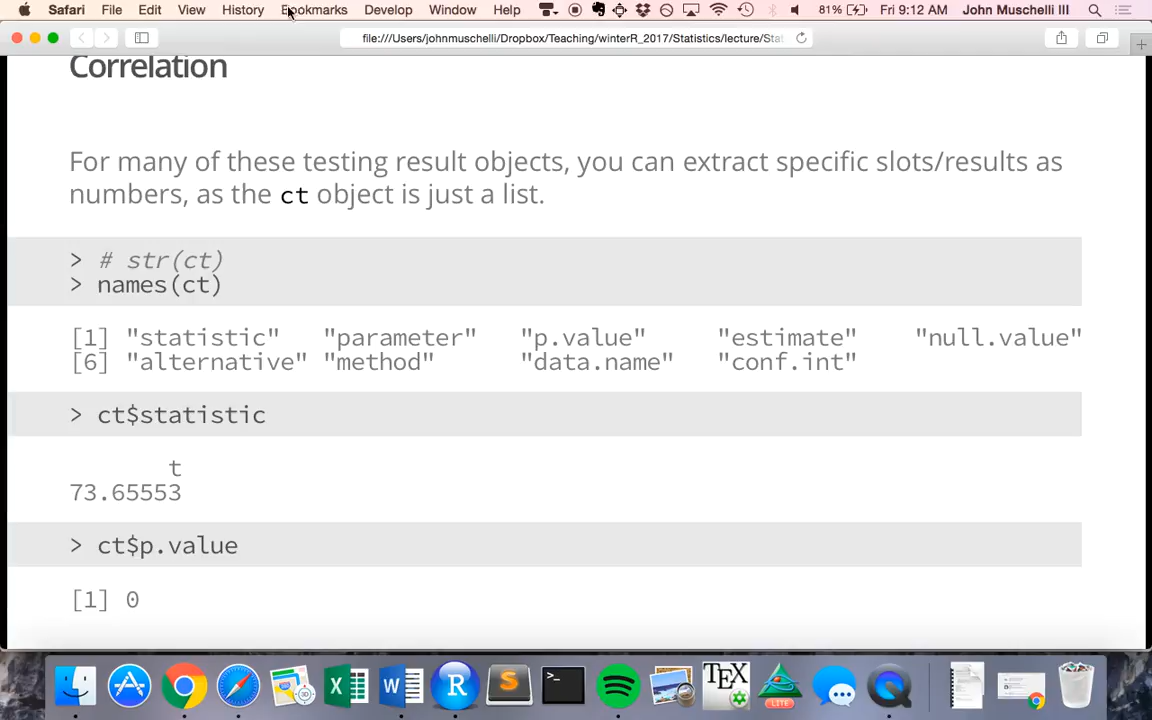 Safari File Edit View History Bookmarks Develop Window Help 81% Fri 9:12 AM John Muschelli III
file:///Users/johnmuschelli/Dropbox/Teaching/winterR_2017/Statistics/lecture/Sta
Correlation
For many of these testing result objects, you can extract specific slots/results as
numbers, as the ct object is just a list.
> # str(ct)
> names(ct)
[1] "statistic" "parameter" "p.value" "estimate" "null.value"
[6] "alternative" "method" "data.name" "conf.int"
> ct$statistic
t
73.65553
> ct$p.value
[1] 0
X W R S >_ TEX LITE